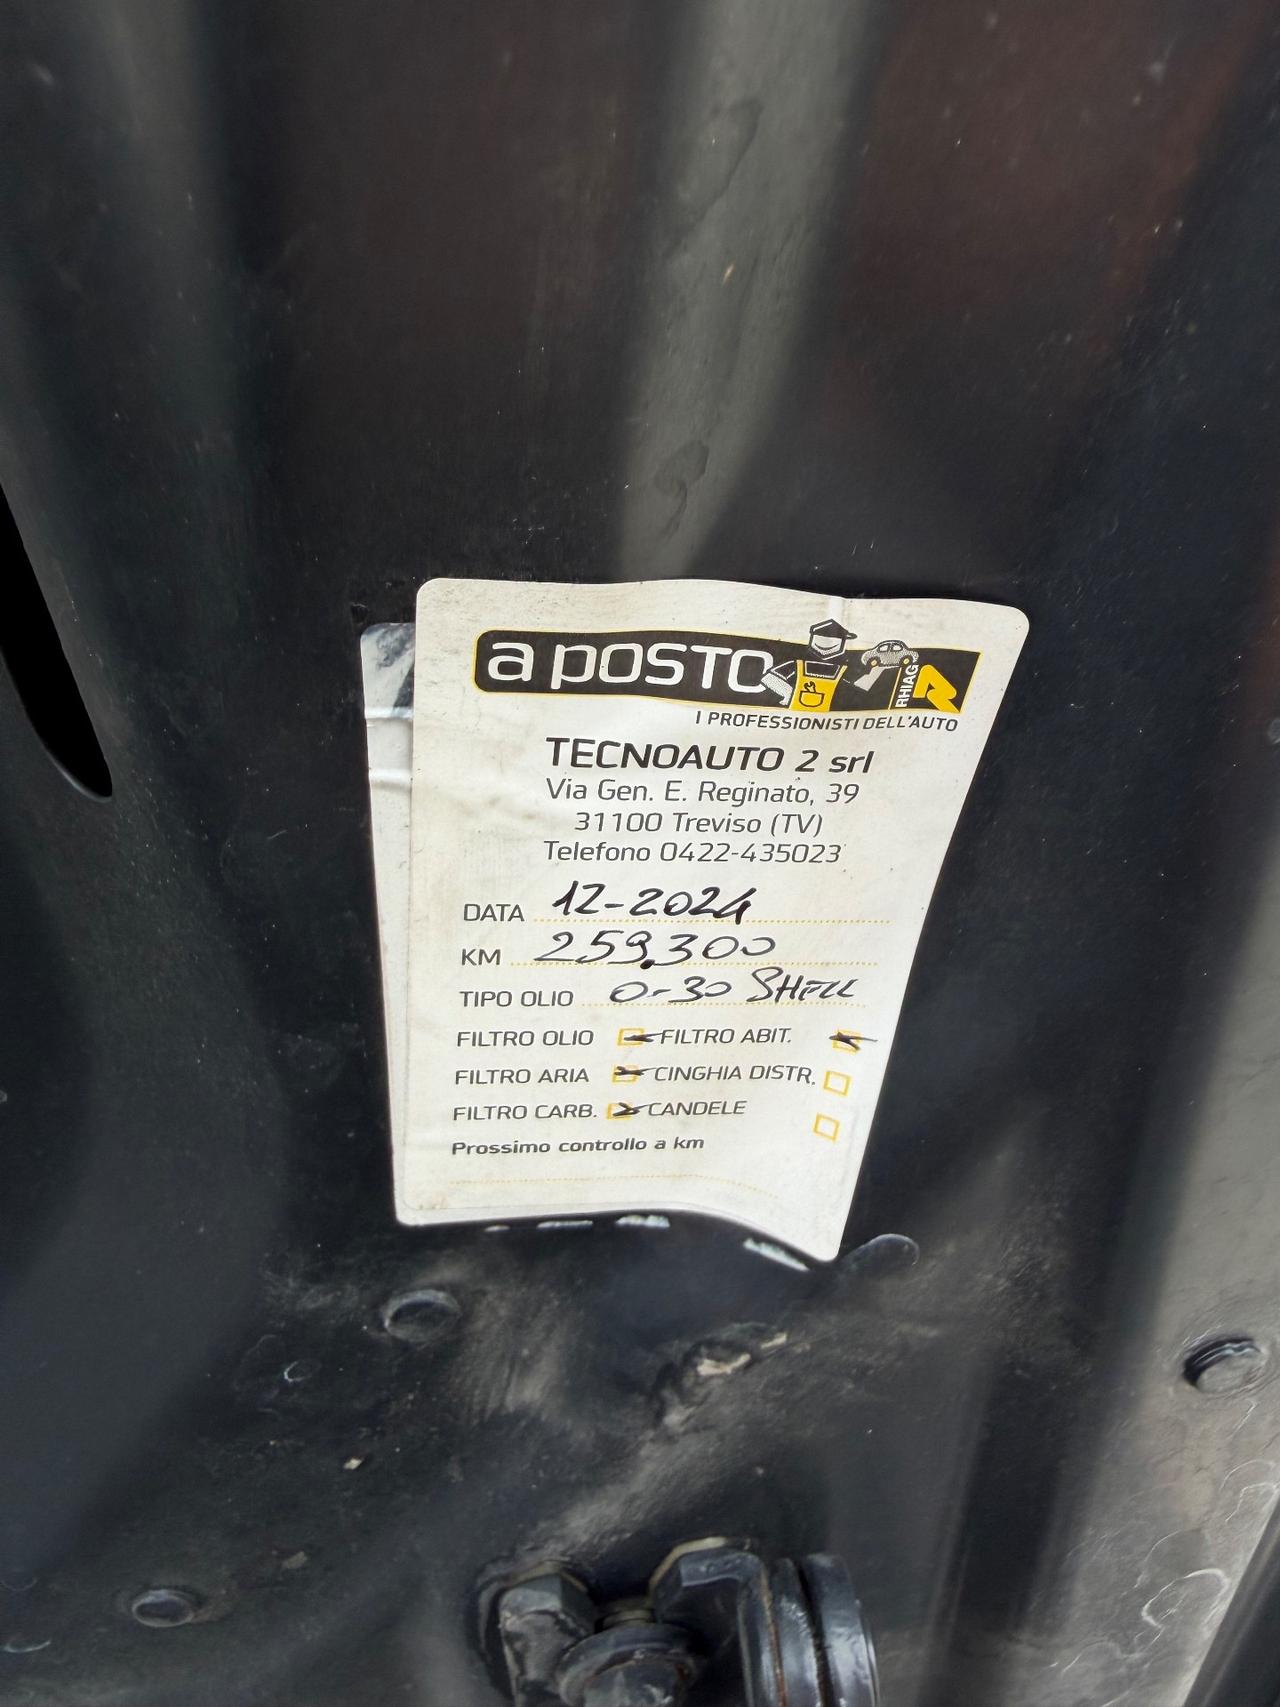 a posto
RHIAG
I PROFESSIONISTI DELL'AUTO
TECNOAUTO 2 srl
Via Gen. E. Reginato, 39
31100 Treviso (TV)
Telefono 0422-435023
DATA 12-2024
KM 259.300
TIPO OLIO 0-30 SHELL
FILTRO OLIO FILTRO ABIT.
FILTRO ARIA CINGHIA DISTR.
FILTRO CARB. CANDELE
Prossimo controllo a km